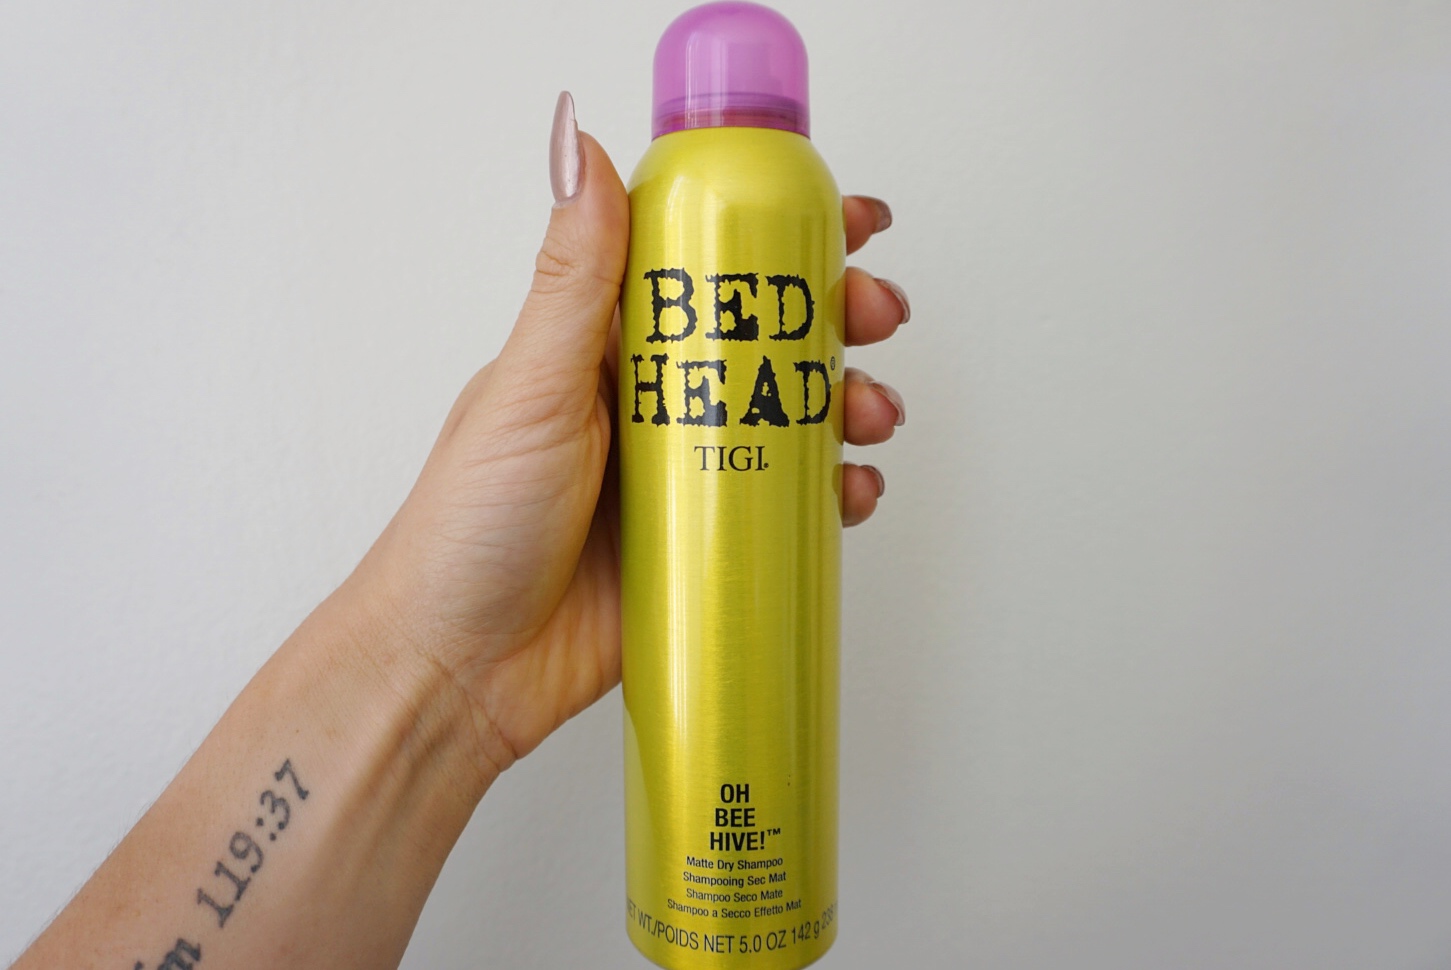 BED
HEAD®
TIGI®
OH
BEE
HIVE!™
Matte Dry Shampoo
Shampooing Sec Mat
Shampoo Seco Mate
Shampoo a Secco Effetto Mat
WT./POIDS NET 5.0 OZ 142 g
119:37